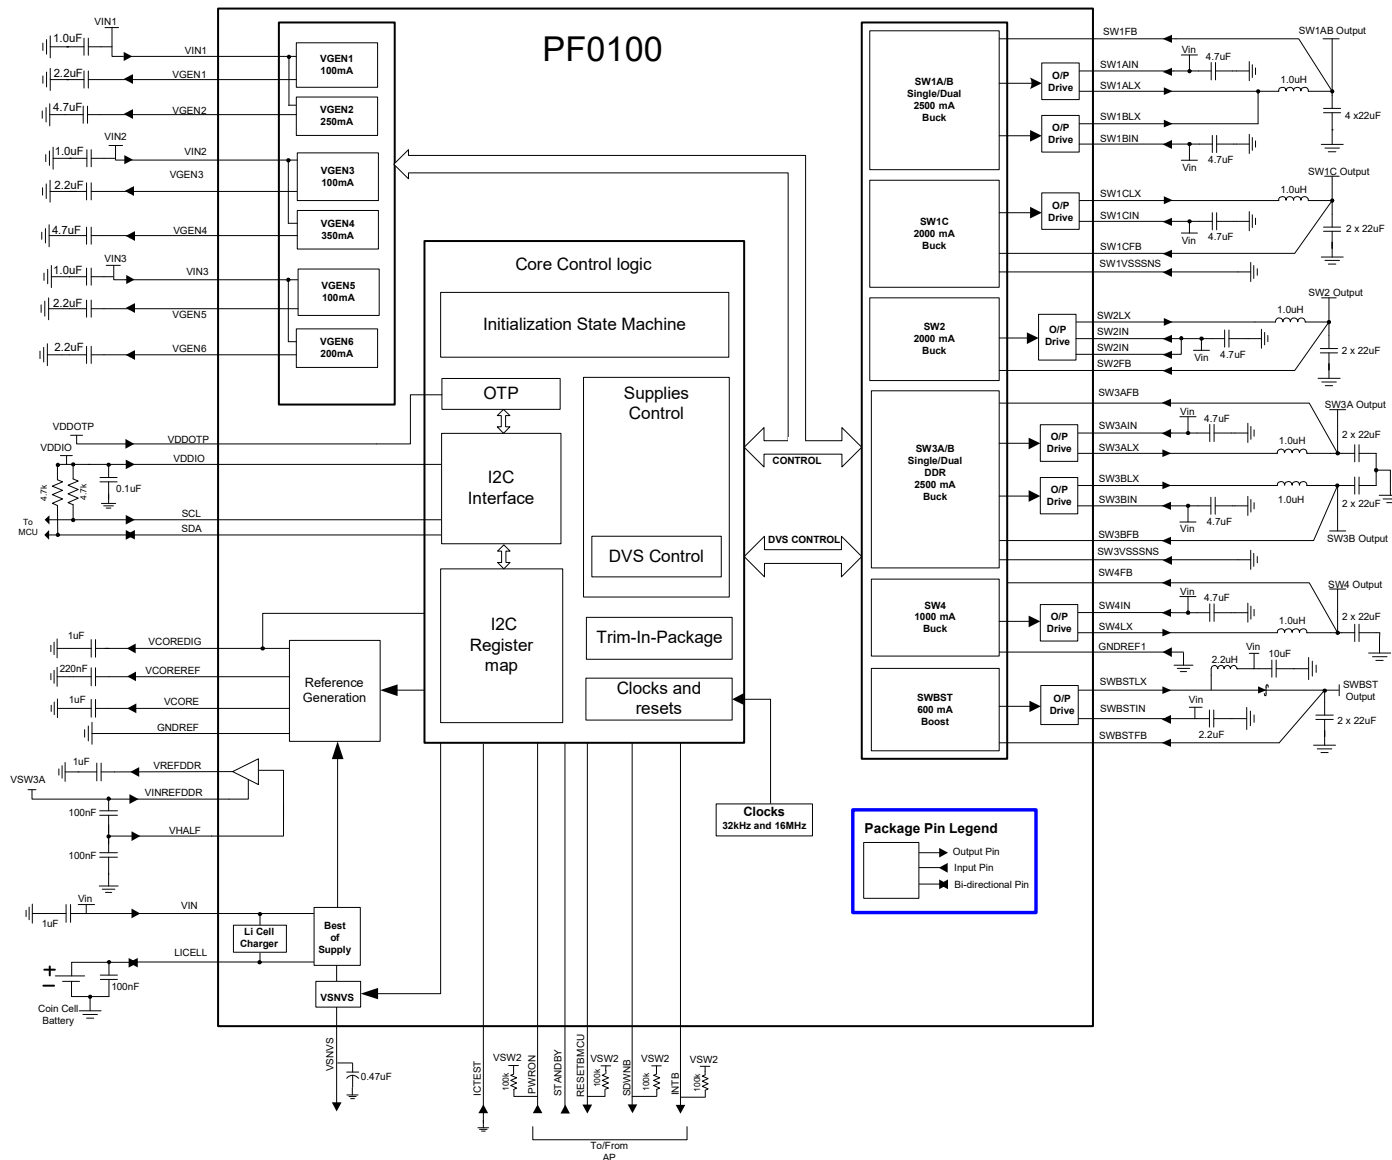 PF0100
VIN1
1.0uF
VIN1
2.2uF
VGEN1
4.7uF
VGEN2
VIN2
1.0uF
VIN2
VGEN3
2.2uF
4.7uF
VGEN4
VIN3
1.0uF
VIN3
2.2uF
VGEN5
2.2uF
VGEN6
VGEN1
100mA
VGEN2
250mA
VGEN3
100mA
VGEN4
350mA
VGEN5
100mA
VGEN6
200mA
VDDOTP
VDDOTP
VDDIO
VDDIO
4.7k
4.7k
0.1uF
To
MCU
SCL
SDA
Core Control logic
Initialization State Machine
OTP
I2C
Interface
I2C
Register
map
Supplies
Control
DVS Control
Trim-In-Package
Clocks and
resets
CONTROL
DVS CONTROL
Clocks
32kHz and 16MHz
1uF
VCOREDIG
220nF
VCOREREF
1uF
VCORE
GNDREF
Reference
Generation
1uF
VREFDDR
VSW3A
VINREFDDR
100nF
VHALF
100nF
Vin
1uF
VIN
LICELL
100nF
Coin Cell
Battery
Li Cell
Charger
Best
of
Supply
VSNVS
VSNVS
0.47uF
ICTEST
VSW2
100k
PWRON
STANDBY
RESETBMCU
VSW2
100k
SDWNB
VSW2
100k
INTB
VSW2
100k
To/From
AP
SW1A/B
Single/Dual
2500 mA
Buck
O/P
Drive
O/P
Drive
SW1FB
SW1AIN
Vin
4.7uF
SW1ALX
1.0uH
SW1AB Output
4 x22uF
SW1BLX
SW1BIN
Vin
4.7uF
SW1C
2000 mA
Buck
O/P
Drive
SW1CLX
1.0uH
SW1C Output
SW1CIN
Vin
4.7uF
2 x 22uF
SW1CFB
SW1VSSSNS
SW2
2000 mA
Buck
O/P
Drive
SW2LX
1.0uH
SW2 Output
SW2IN
SW2IN
Vin
4.7uF
2 x 22uF
SW2FB
SW3A/B
Single/Dual
DDR
2500 mA
Buck
O/P
Drive
O/P
Drive
SW3AFB
SW3A Output
SW3AIN
Vin
4.7uF
2 x 22uF
SW3ALX
1.0uH
SW3BLX
1.0uH
SW3BIN
Vin
4.7uF
2 x 22uF
SW3BFB
SW3B Output
SW3VSSSNS
SW4
1000 mA
Buck
O/P
Drive
SW4FB
SW4 Output
SW4IN
Vin
4.7uF
2 x 22uF
SW4LX
1.0uH
GNDREF1
SWBST
600 mA
Boost
O/P
Drive
2.2uH
Vin
10uF
SWBSTLX
SWBST
Output
SWBSTIN
Vin
2.2uF
2 x 22uF
SWBSTFB
Package Pin Legend
Output Pin
Input Pin
Bi-directional Pin